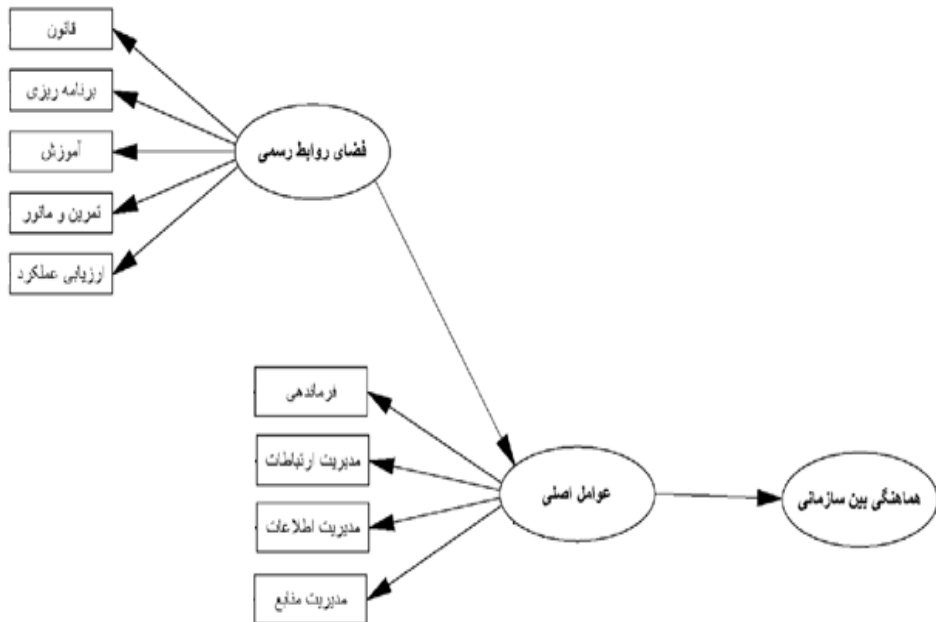 قانون
برنامه ریزی
آموزش
تمرین و مانور
ارزیابی عملکرد
فضای روابط رسمی
فرماندهی
مدیریت ارتباطات
مدیریت اطلاعات
مدیریت منابع
عوامل اصلی
هماهنگی بین سازمانی